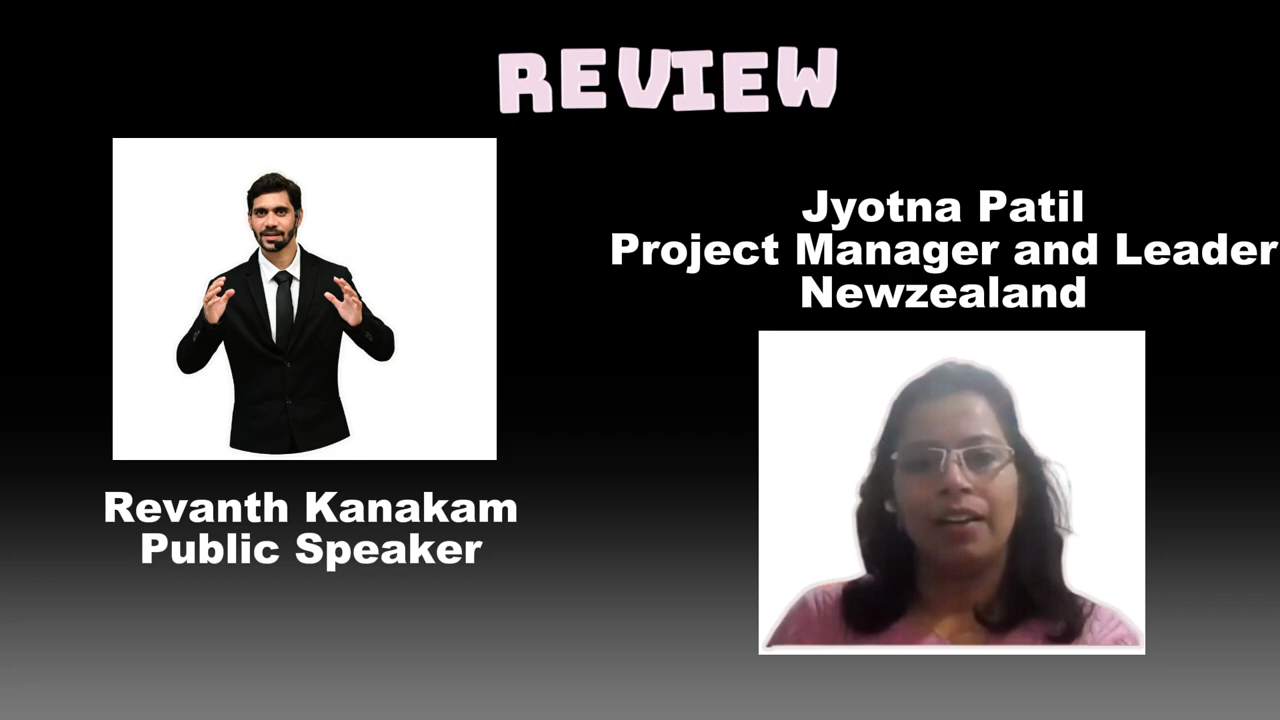 REVIEW
Jyotna Patil
Project Manager and Leader
Newzealand
Revanth Kanakam
Public Speaker